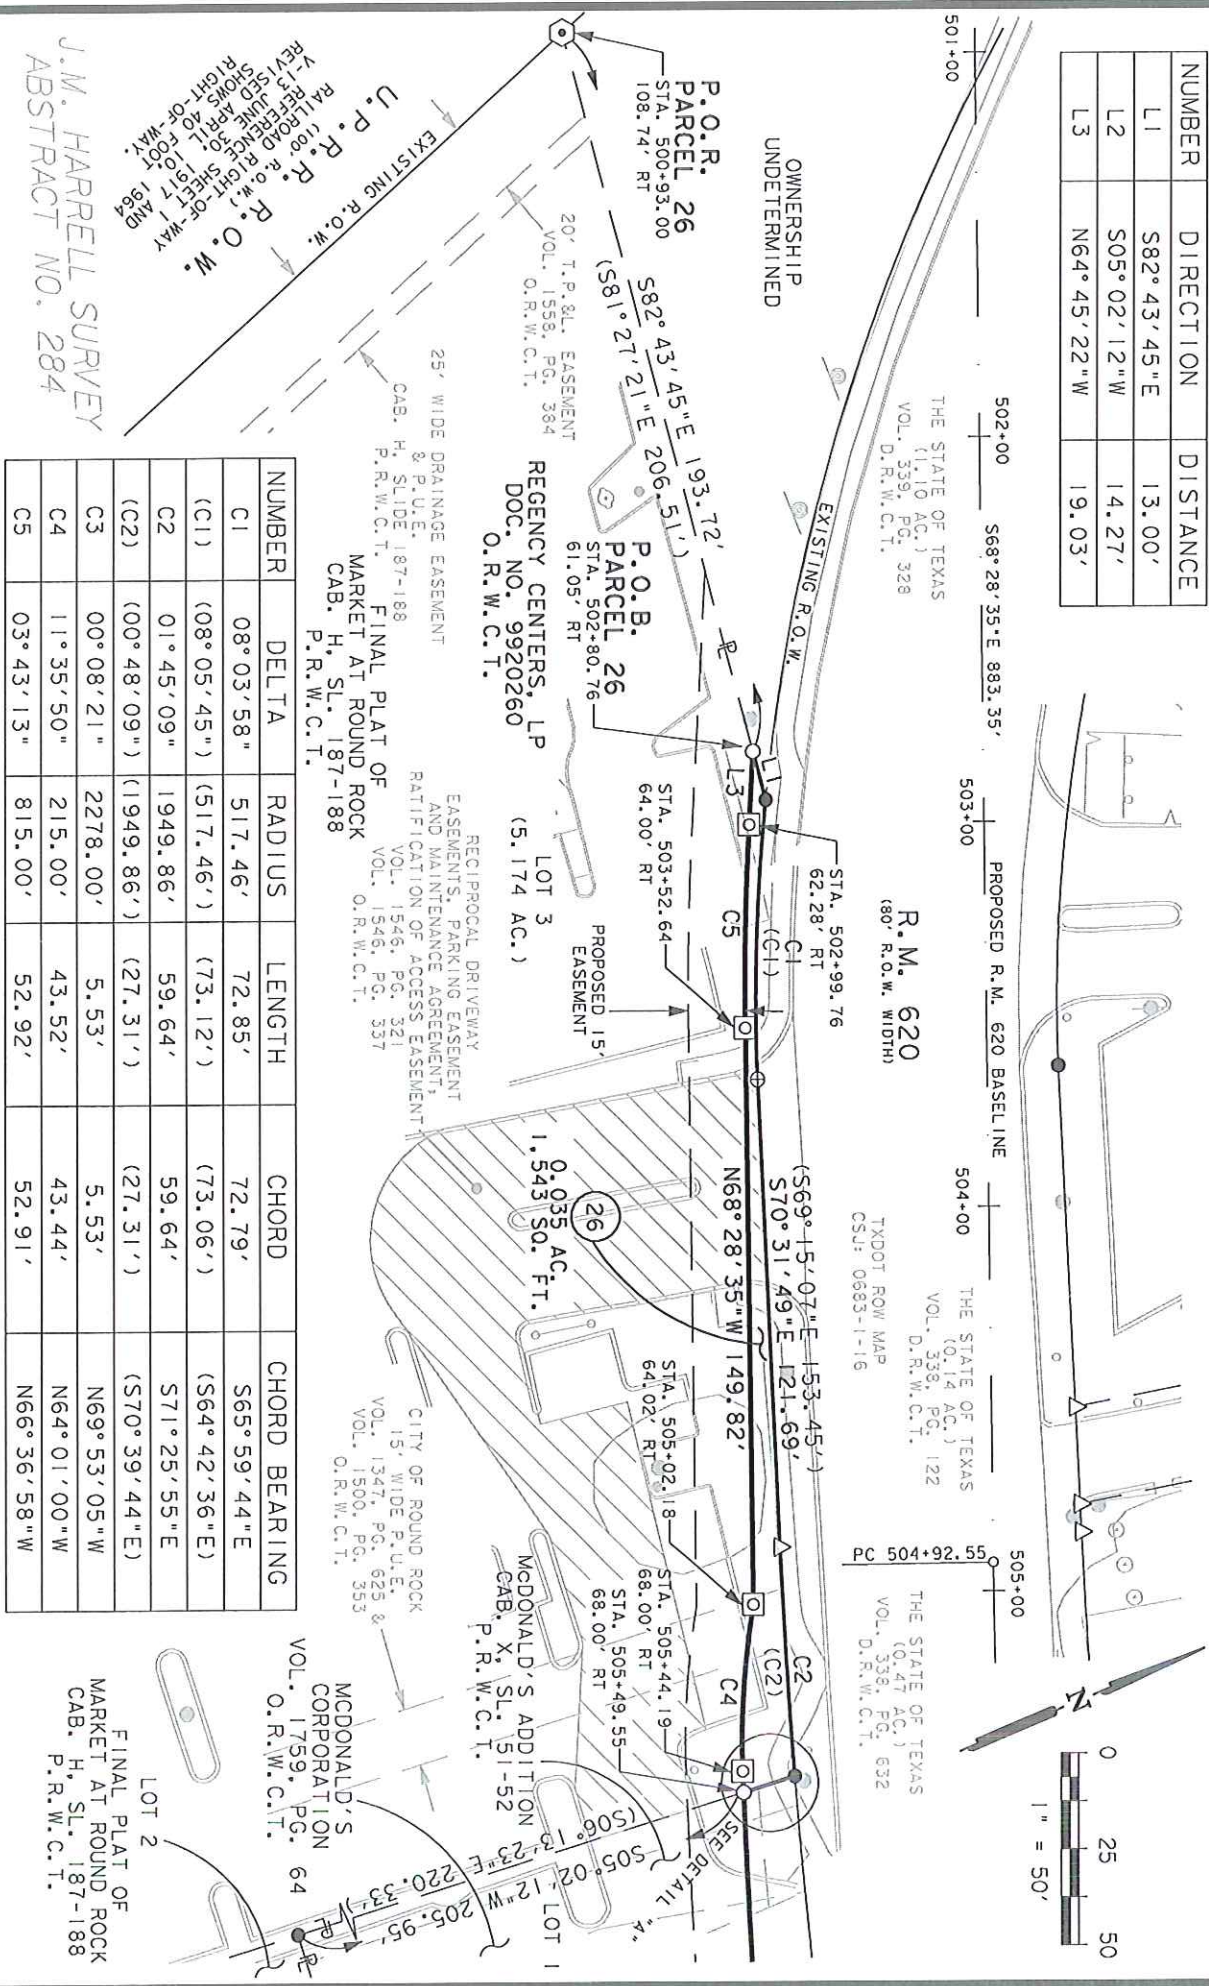 NUMBER DIRECTION DISTANCE
L1 S82°43'45"E 13.00'
L2 S05°02'12"W 14.27'
L3 N64°45'22"W 19.03'
501+00
502+00
S68°28'35"E 883.35'
503+00
PROPOSED R.M. 620 BASELINE
504+00
505+00
PC 504+92.55
N
0 25 50
1" = 50'
OWNERSHIP
UNDETERMINED
THE STATE OF TEXAS
(1.10 AC.)
VOL. 339, PG. 328
D.R.W.C.T.
R.M. 620
(80' R.O.W. WIDTH)
TXDOT ROW MAP
CSJ: 0683-1-16
THE STATE OF TEXAS
(0.14 AC.)
VOL. 338, PG. 122
D.R.W.C.T.
THE STATE OF TEXAS
(0.47 AC.)
VOL. 338, PG. 632
D.R.W.C.T.
P.O.R.
PARCEL 26
STA. 500+93.00
108.74' RT
EXISTING R.O.W.
S82°43'45"E 193.72'
(S81°27'21"E 206.51')
P.O.B.
PARCEL 26
STA. 502+80.76
61.05' RT
PL
L1
L3
STA. 502+99.76
62.28' RT
C1
(C1)
C5
STA. 503+52.64
64.00' RT
(S69°15'07"E 153.45')
S70°31'49"E 121.69'
N68°28'35"W 149.82'
STA. 505+02.18
64.02' RT
C2
(C2)
C4
STA. 505+44.19
68.00' RT
STA. 505+49.55
68.00' RT
SEE DETAIL "A"
20' T.P.&L. EASEMENT
VOL. 1558, PG. 384
O.R.W.C.T.
REGENCY CENTERS, LP
DOC. NO. 9920260
O.R.W.C.T.
LOT 3
(5.174 AC.)
PROPOSED 15'
EASEMENT
26
0.035 AC.
1,543 SQ. FT.
McDONALD'S ADDITION
CAB. X, SL. 51-52
P.R.W.C.T.
LOT 1
(S06°13'23"E 220.33')
S05°02'12"W 205.95'
PL
PL
EXISTING R.O.W.
U.P.R.R. R.O.W.
(100' R.O.W.)
RAILROAD RIGHT-OF-WAY
REFERENCE SHEET 1
V-13 JUNE 30, 1917 AND
REVISED APRIL 10, 1964
SHOWS 40 FOOT
RIGHT-OF-WAY.
25' WIDE DRAINAGE EASEMENT
& P.U.E.
CAB. H, SLIDE 187-188
P.R.W.C.T.
FINAL PLAT OF
MARKET AT ROUND ROCK
CAB. H, SL. 187-188
P.R.W.C.T.
RECIPROCAL DRIVEWAY
EASEMENTS, PARKING EASEMENT
AND MAINTENANCE AGREEMENT,
RATIFICATION OF ACCESS EASEMENT
VOL. 1546, PG. 321
VOL. 1546, PG. 337
O.R.W.C.T.
CITY OF ROUND ROCK
15' WIDE P.U.E.
VOL. 1347, PG. 625 &
VOL. 1500, PG. 353
O.R.W.C.T.
MCDONALD'S
CORPORATION
VOL. 1759, PG. 64
O.R.W.C.T.
LOT 2
FINAL PLAT OF
MARKET AT ROUND ROCK
CAB. H, SL. 187-188
P.R.W.C.T.
J.M. HARRELL SURVEY
ABSTRACT NO. 284
NUMBER DELTA RADIUS LENGTH CHORD CHORD BEARING
C1 08°03'58" 517.46' 72.85' 72.79' S65°59'44"E
(C1) (08°05'45") (517.46') (73.12') (73.06') (S64°42'36"E)
C2 01°45'09" 1949.86' 59.64' 59.64' S71°25'55"E
(C2) (00°48'09") (1949.86') (27.31') (27.31') (S70°39'44"E)
C3 00°08'21" 2278.00' 5.53' 5.53' N69°53'05"W
C4 11°35'50" 215.00' 43.52' 43.44' N64°01'00"W
C5 03°43'13" 815.00' 52.92' 52.91' N66°36'58"W